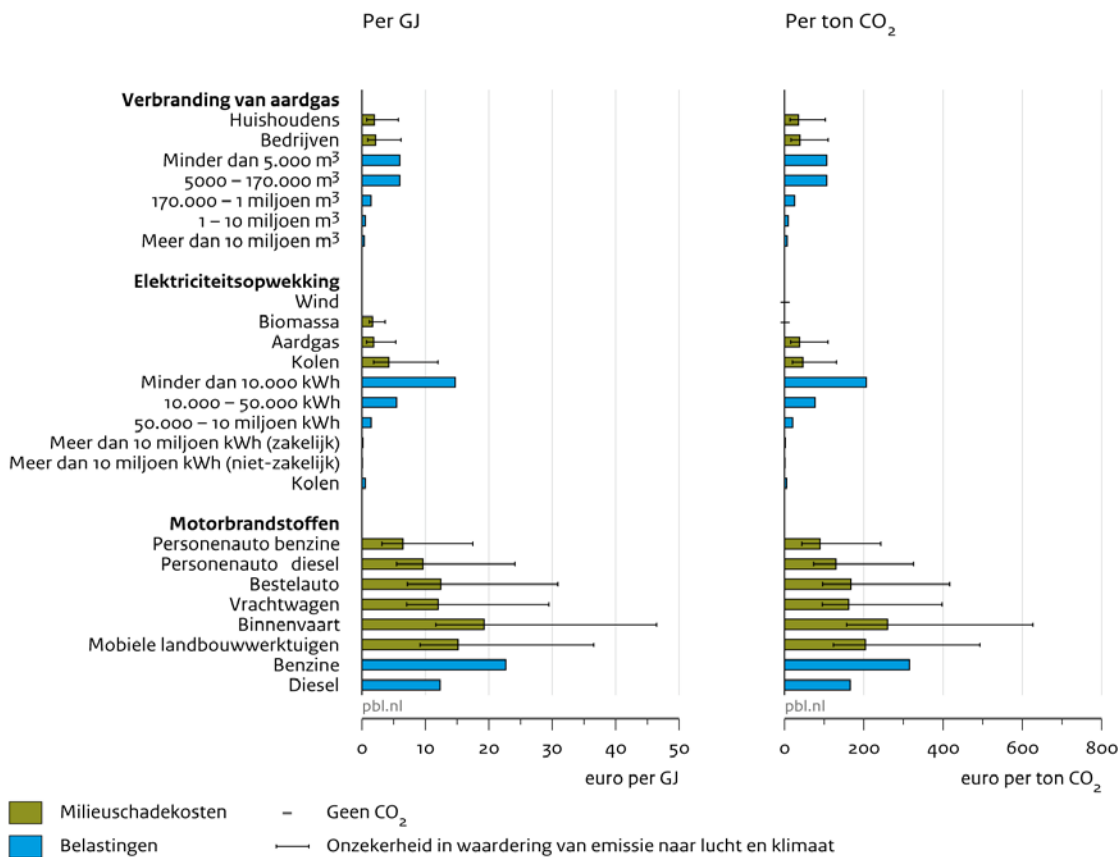 Per GJ
Per ton CO₂
Verbranding van aardgas
Huishoudens
Bedrijven
Minder dan 5.000 m³
5000 – 170.000 m³
170.000 – 1 miljoen m³
1 – 10 miljoen m³
Meer dan 10 miljoen m³
Elektriciteitsopwekking
Wind
Biomassa
Aardgas
Kolen
Minder dan 10.000 kWh
10.000 – 50.000 kWh
50.000 – 10 miljoen kWh
Meer dan 10 miljoen kWh (zakelijk)
Meer dan 10 miljoen kWh (niet-zakelijk)
Kolen
Motorbrandstoffen
Personenauto benzine
Personenauto diesel
Bestelauto
Vrachtwagen
Binnenvaart
Mobiele landbouwwerktuigen
Benzine
Diesel
pbl.nl
pbl.nl
0 10 20 30 40 50
0 200 400 600 800
euro per GJ
euro per ton CO₂
Milieuschadekosten
– Geen CO₂
Belastingen
Onzekerheid in waardering van emissie naar lucht en klimaat